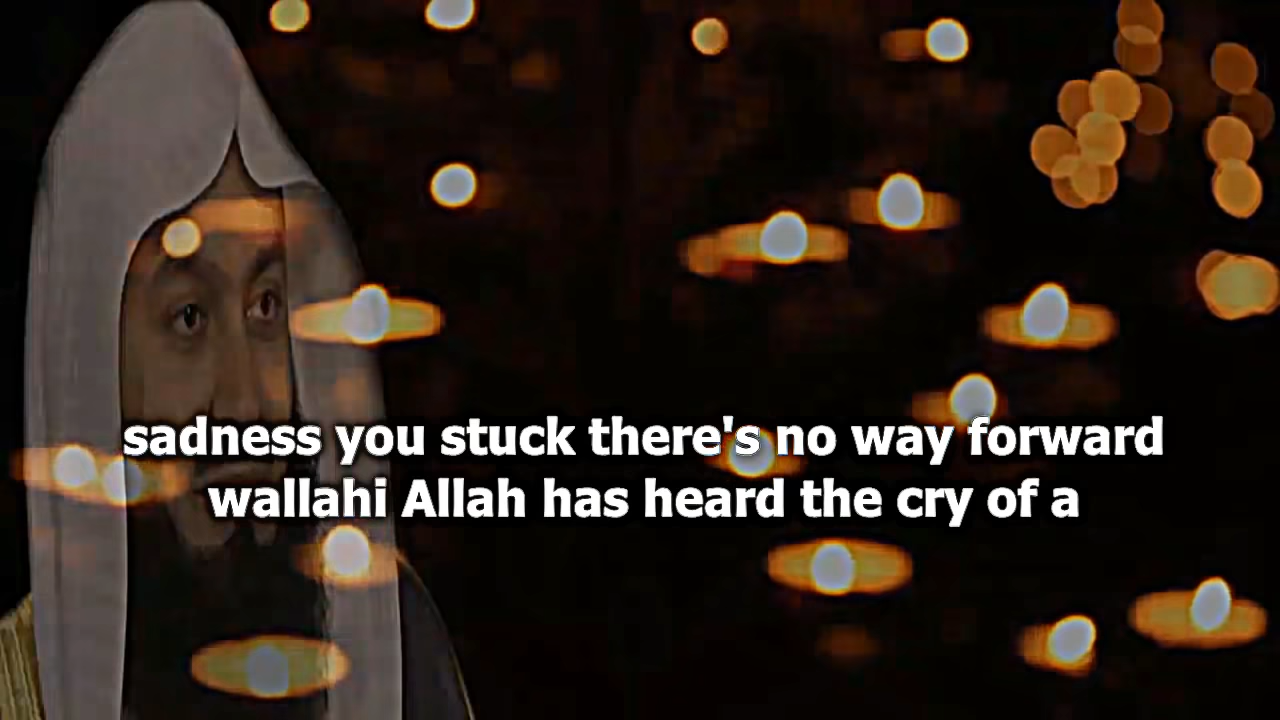 sadness you stuck there's no way forward
wallahi Allah has heard the cry of a